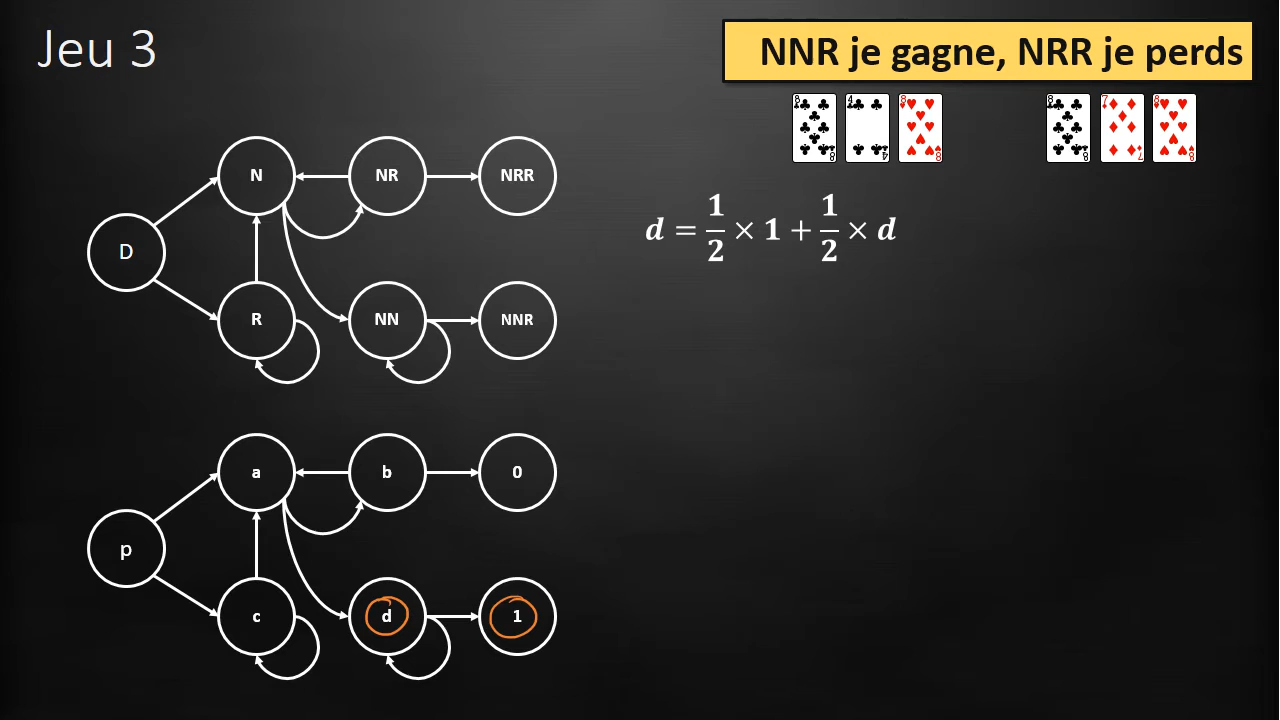 Jeu 3
NNR je gagne, NRR je perds
N
NR
NRR
D
R
NN
NNR
d = 1/2 × 1 + 1/2 × d
a
b
0
p
c
d
1